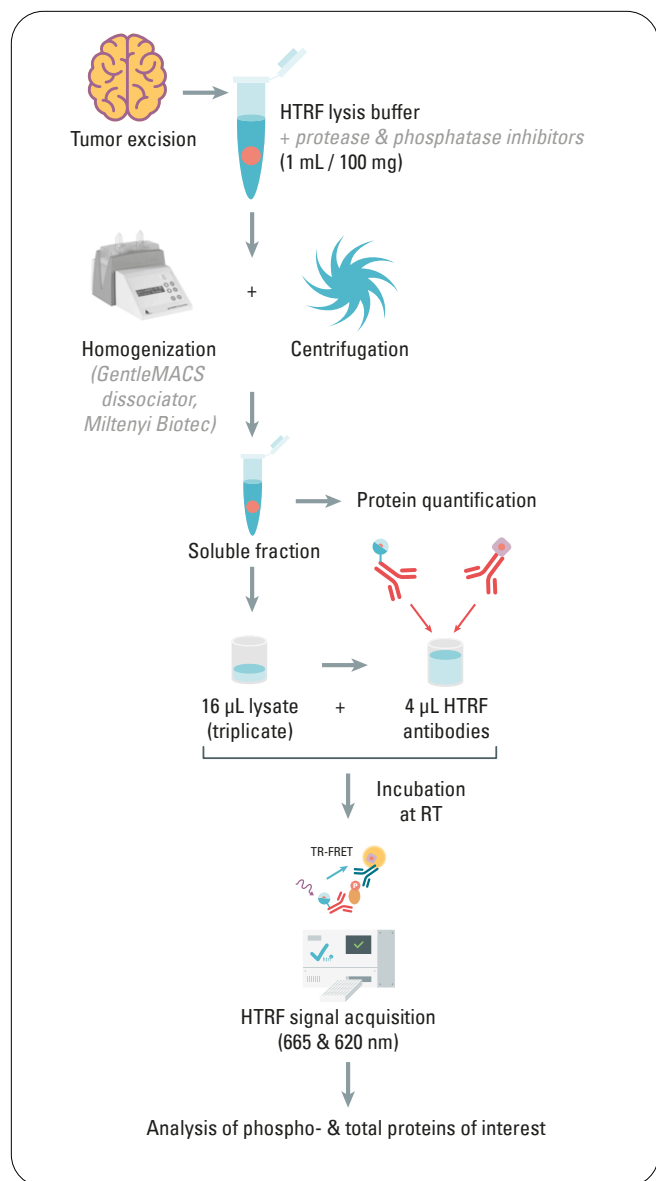 Tumor excision
HTRF lysis buffer
+ protease & phosphatase inhibitors
(1 mL / 100 mg)
+
Homogenization
(GentleMACS
dissociator,
Miltenyi Biotec)
Centrifugation
Soluble fraction
Protein quantification
16 µL lysate
(triplicate)
+
4 µL HTRF
antibodies
Incubation
at RT
TR-FRET
P
HTRF signal acquisition
(665 & 620 nm)
Analysis of phospho- & total proteins of interest